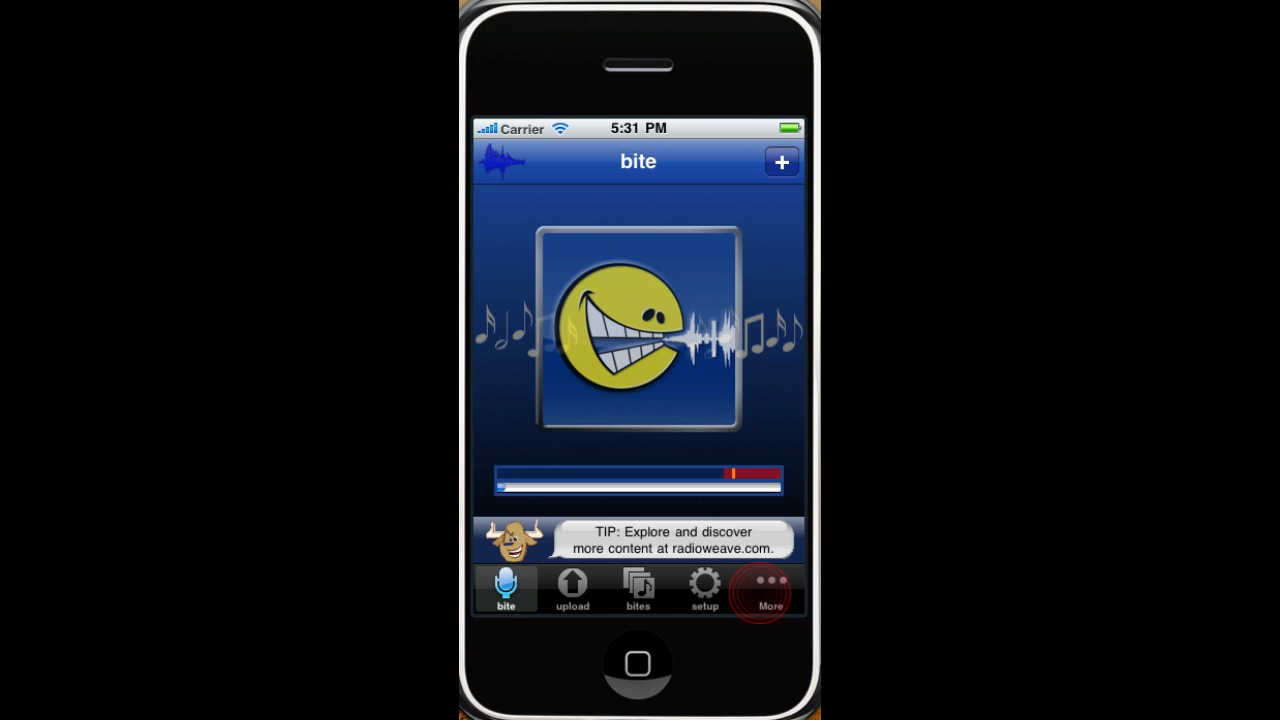 Carrier
5:31 PM
bite
+
TIP: Explore and discover
more content at radioweave.com.
bite
upload
bites
setup
More